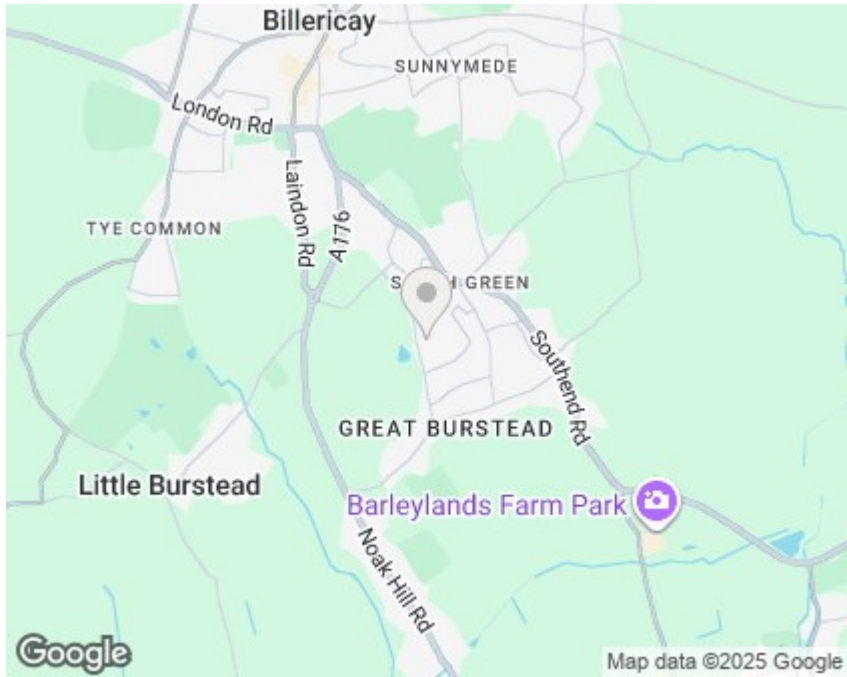 Billericay
SUNNYMEDE
London Rd
Laindon Rd
A176
TYE COMMON
GREEN
Southend Rd
GREAT BURSTEAD
Little Burstead
Barleylands Farm Park
Noak Hill Rd
Google
Map data ©2025 Google